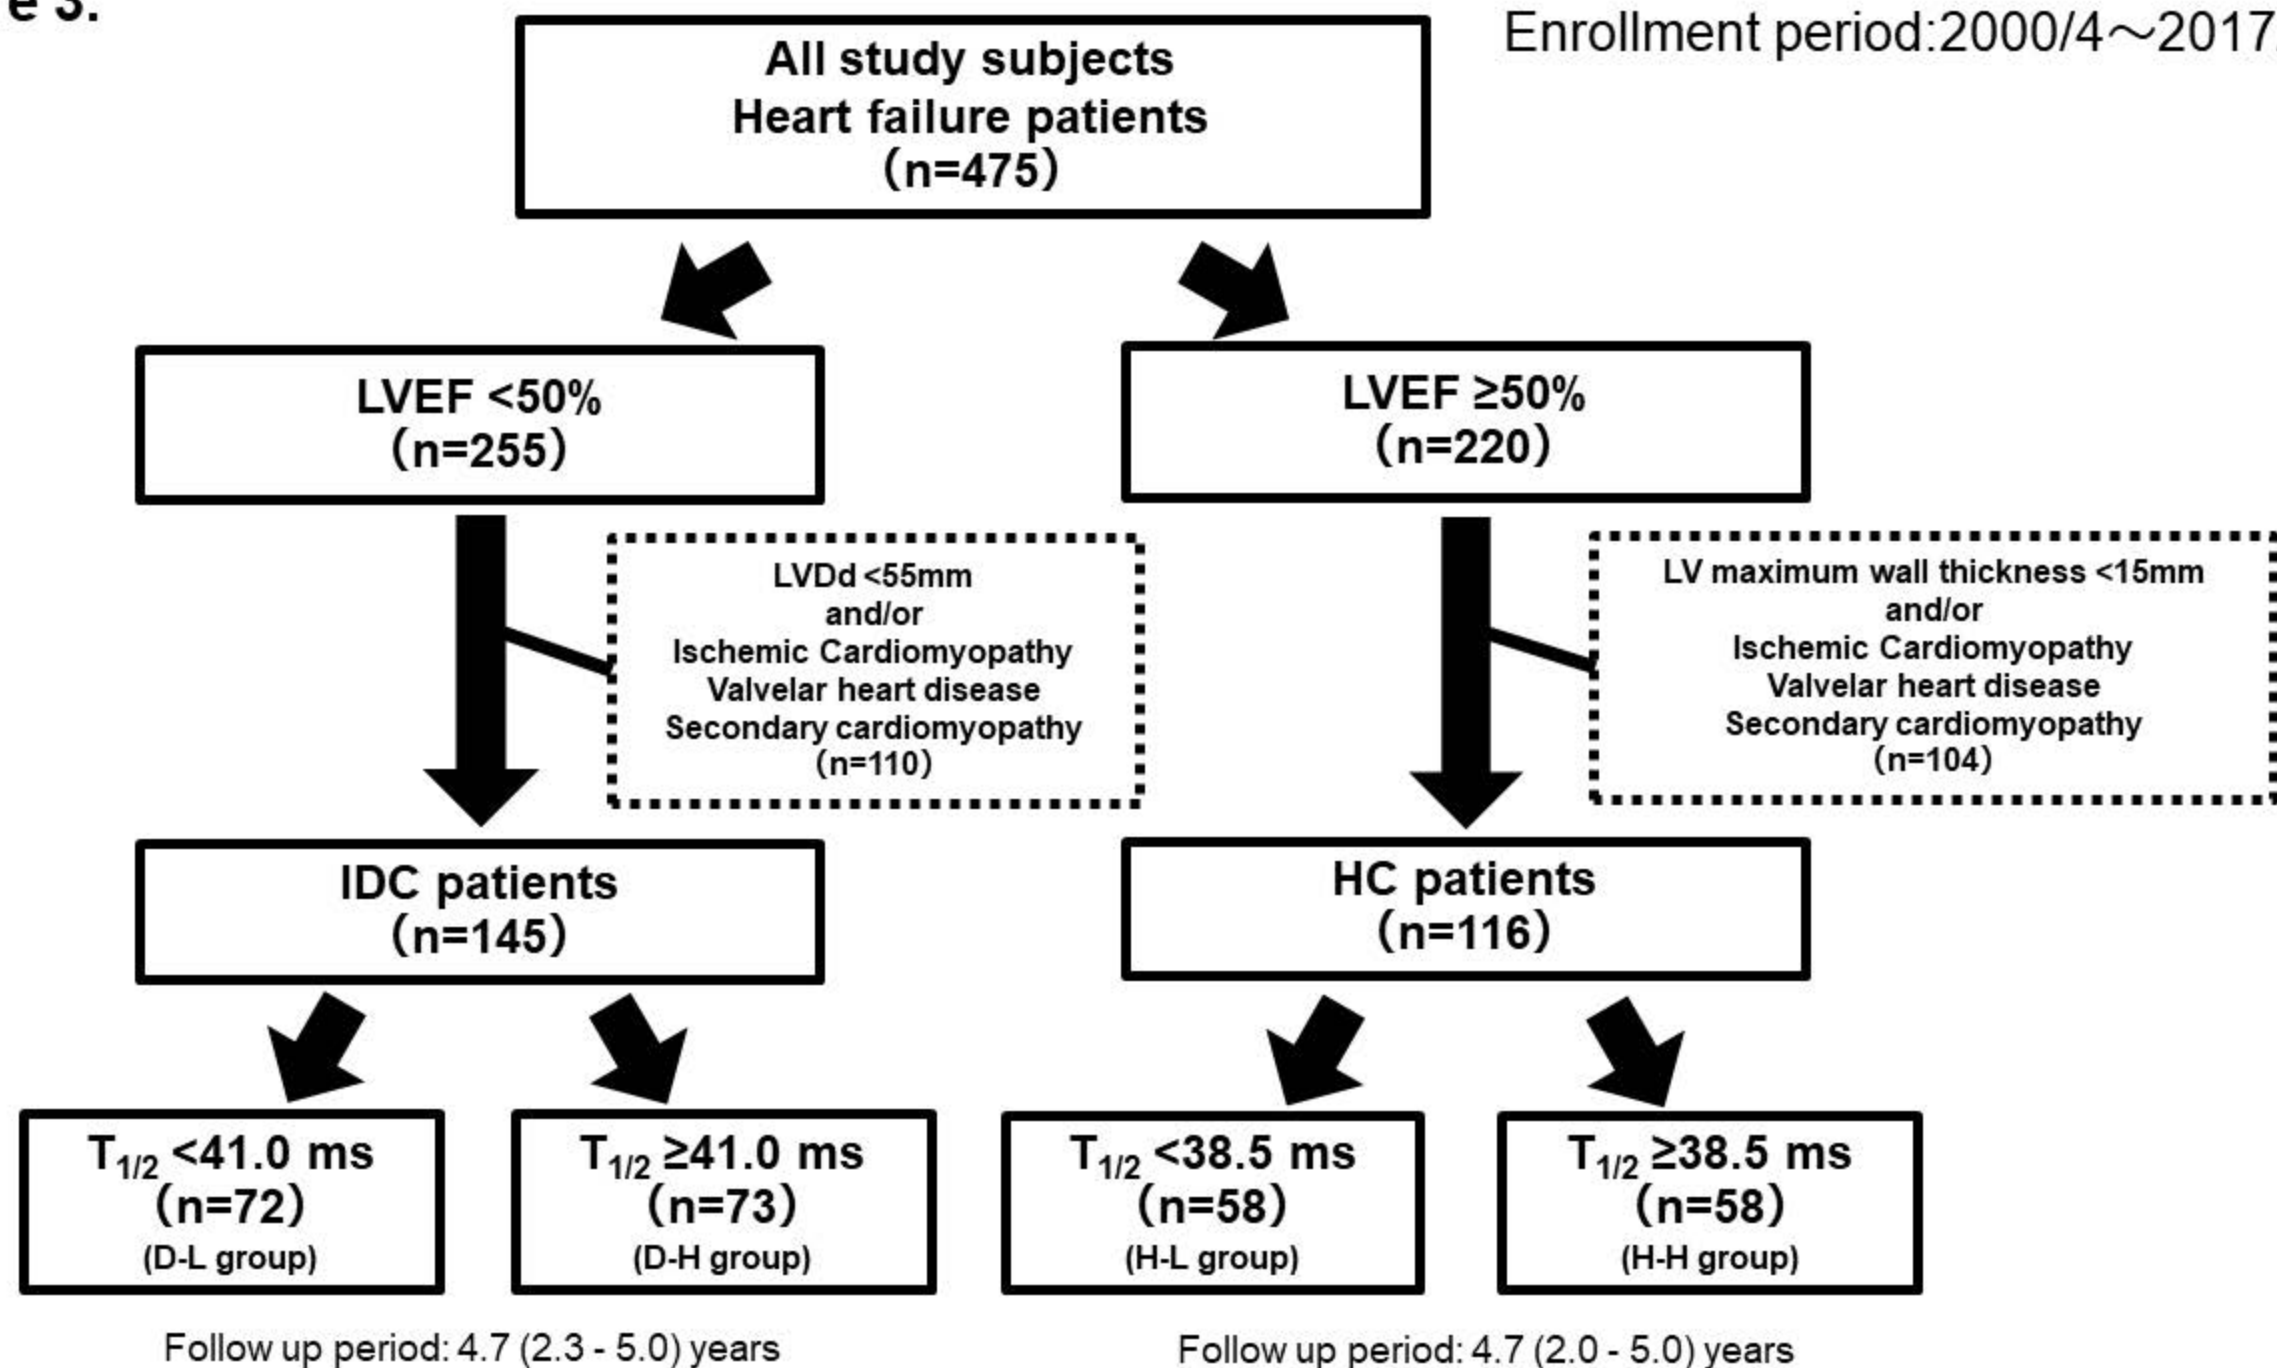 e 3.
Enrollment period:2000/4～2017
All study subjects
Heart failure patients
（n=475）
LVEF <50%
（n=255）
LVEF ≥50%
（n=220）
LVDd <55mm
and/or
Ischemic Cardiomyopathy
Valvelar heart disease
Secondary cardiomyopathy
（n=110）
LV maximum wall thickness <15mm
and/or
Ischemic Cardiomyopathy
Valvelar heart disease
Secondary cardiomyopathy
（n=104）
IDC patients
（n=145）
HC patients
（n=116）
T1/2 <41.0 ms
（n=72）
(D-L group)
T1/2 ≥41.0 ms
（n=73）
(D-H group)
T1/2 <38.5 ms
（n=58）
(H-L group)
T1/2 ≥38.5 ms
（n=58）
(H-H group)
Follow up period: 4.7 (2.3 - 5.0) years
Follow up period: 4.7 (2.0 - 5.0) years